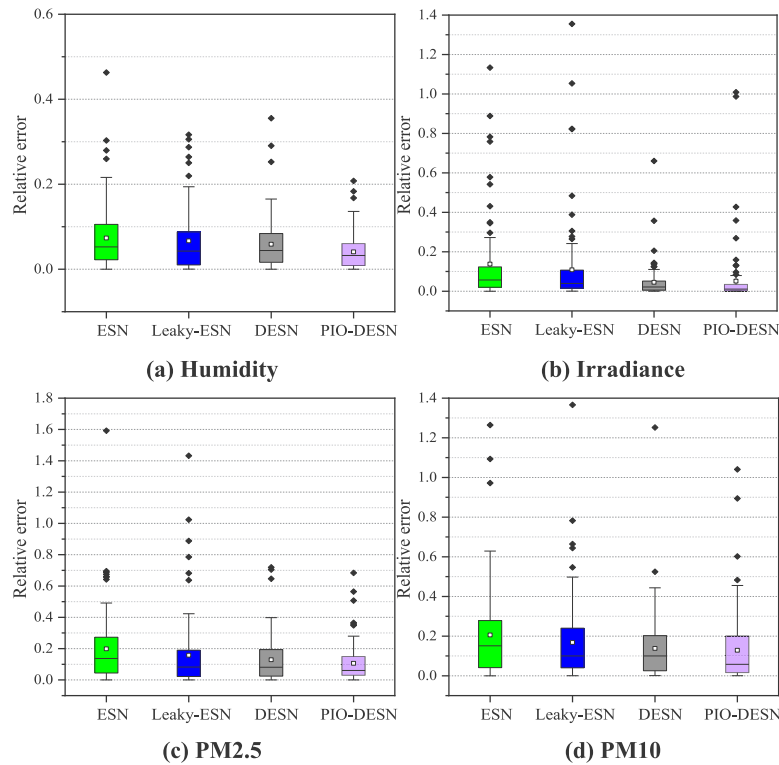 0.6
0.4
0.2
0.0
Relative error
ESN Leaky-ESN DESN PIO-DESN
(a) Humidity
1.4
1.2
1.0
0.8
0.6
0.4
0.2
0.0
Relative error
ESN Leaky-ESN DESN PIO-DESN
(b) Irradiance
1.8
1.6
1.4
1.2
1.0
0.8
0.6
0.4
0.2
0.0
Relative error
ESN Leaky-ESN DESN PIO-DESN
(c) PM2.5
1.4
1.2
1.0
0.8
0.6
0.4
0.2
0.0
Relative error
ESN Leaky-ESN DESN PIO-DESN
(d) PM10